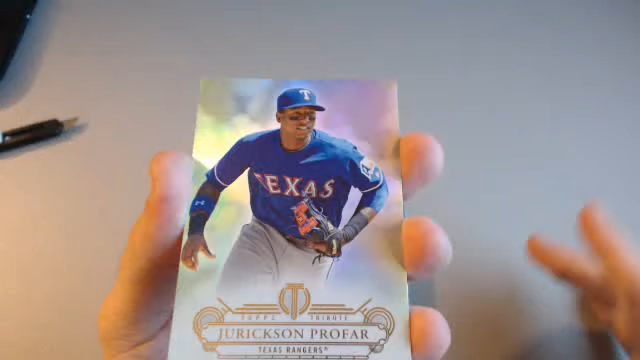 T
TEXAS
T
TOPPS TRIBUTE
JURICKSON PROFAR
TEXAS RANGERS®